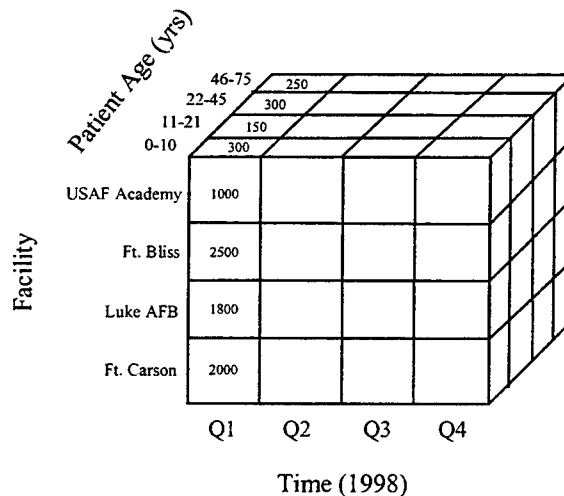 Patient Age (yrs)
46-75 250
22-45 300
11-21 150
0-10 300
USAF Academy 1000
Ft. Bliss 2500
Luke AFB 1800
Ft. Carson 2000
Facility
Q1 Q2 Q3 Q4
Time (1998)